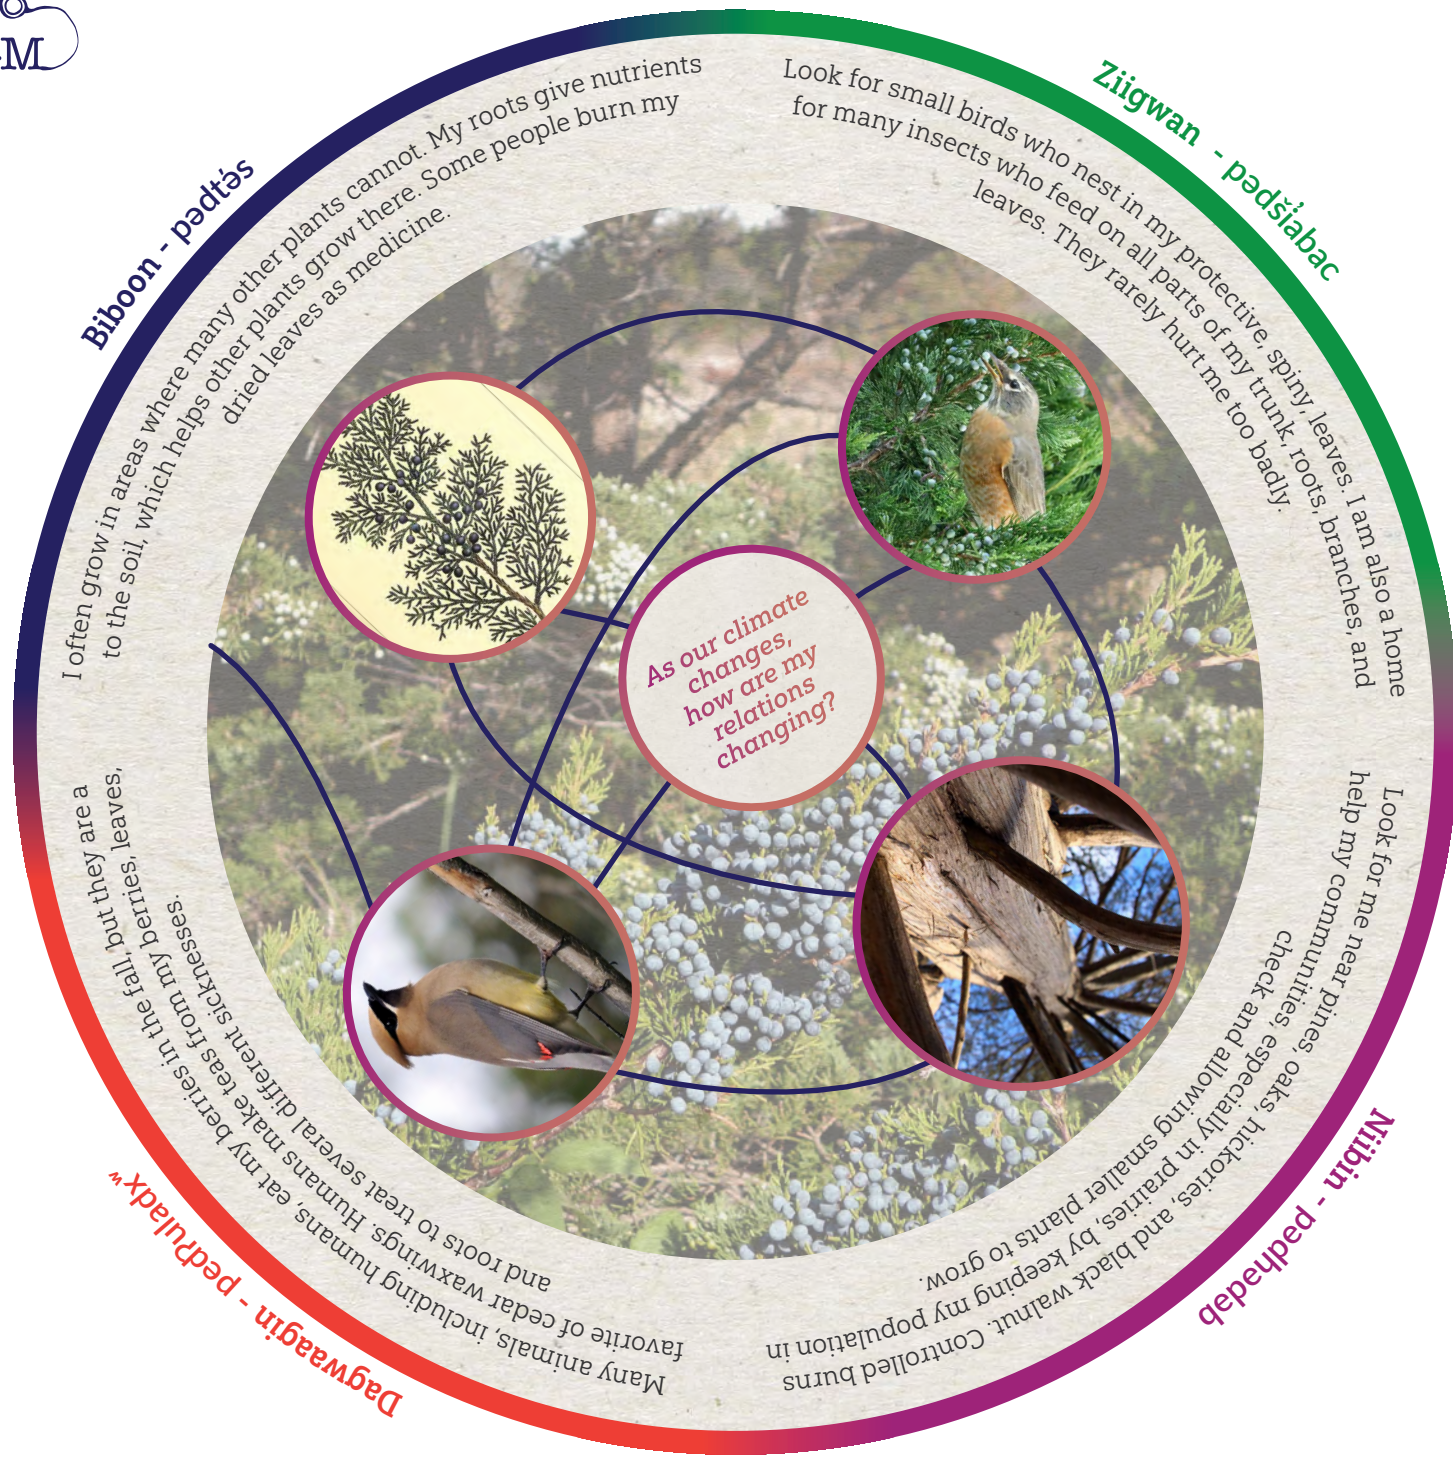 M
Biboon - pədtə́s
I often grow in areas where many other plants cannot. My roots give nutrients
to the soil, which helps other plants grow there. Some people burn my
dried leaves as medicine.
Ziigwan - pədšiab̓ac
Look for small birds who nest in my protective, spiny, leaves. I am also a home
for many insects who feed on all parts of my trunk, roots, branches, and
leaves. They rarely hurt me too badly.
Niibin - pədhədəb
Look for me near pines, oaks, hickories, and black walnut. Controlled burns
help my communities, especially in prairies, by keeping my population in
check and allowing smaller plants to grow.
Dagwaagin - pədʔuladxʷ
Many animals, including humans, eat my berries in the fall, but they are a
favorite of cedar waxwings. Humans make teas from my berries, leaves,
and roots to treat several different sicknesses.
As our climate
changes,
how are my
relations
changing?